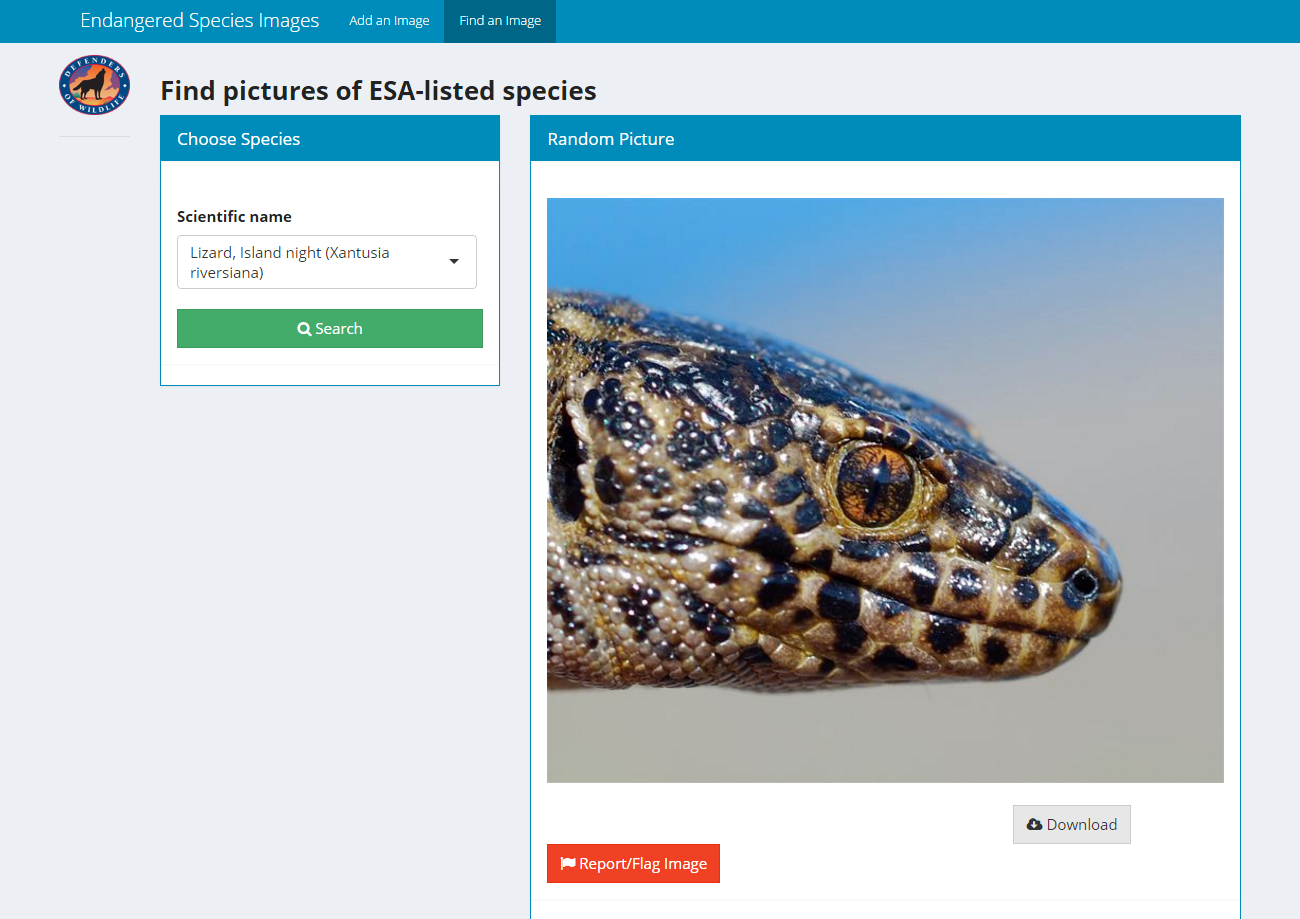 Endangered Species Images
Add an Image
Find an Image
DEFENDERS
OF WILDLIFE
Find pictures of ESA-listed species
Choose Species
Scientific name
Lizard, Island night (Xantusia
riversiana)
Search
Random Picture
Download
Report/Flag Image